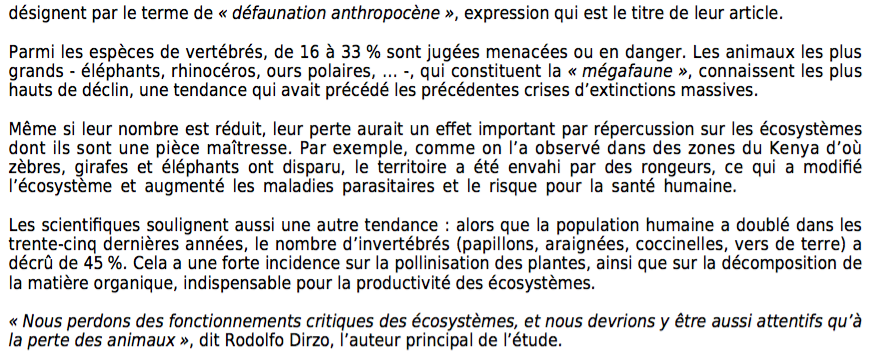 désignent par le terme de « défaunation anthropocène », expression qui est le titre de leur article.
Parmi les espèces de vertébrés, de 16 à 33 % sont jugées menacées ou en danger. Les animaux les plus
grands - éléphants, rhinocéros, ours polaires, ... -, qui constituent la « mégafaune », connaissent les plus
hauts de déclin, une tendance qui avait précédé les précédentes crises d’extinctions massives.
Même si leur nombre est réduit, leur perte aurait un effet important par répercussion sur les écosystèmes
dont ils sont une pièce maîtresse. Par exemple, comme on l’a observé dans des zones du Kenya d’où
zèbres, girafes et éléphants ont disparu, le territoire a été envahi par des rongeurs, ce qui a modifié
l’écosystème et augmenté les maladies parasitaires et le risque pour la santé humaine.
Les scientifiques soulignent aussi une autre tendance : alors que la population humaine a doublé dans les
trente-cinq dernières années, le nombre d’invertébrés (papillons, araignées, coccinelles, vers de terre) a
décrû de 45 %. Cela a une forte incidence sur la pollinisation des plantes, ainsi que sur la décomposition de
la matière organique, indispensable pour la productivité des écosystèmes.
« Nous perdons des fonctionnements critiques des écosystèmes, et nous devrions y être aussi attentifs qu’à
la perte des animaux », dit Rodolfo Dirzo, l’auteur principal de l’étude.